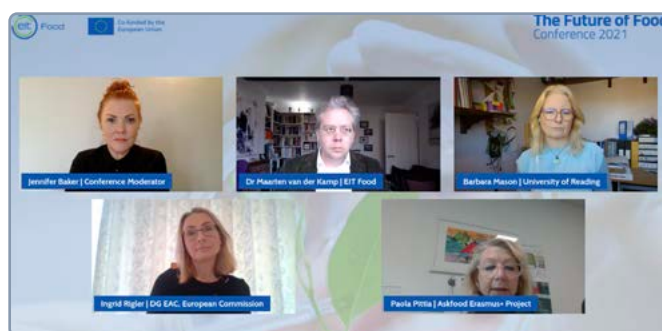 eit Food
Co-funded by the
European Union
The Future of Food
Conference 2021
Jennifer Baker | Conference Moderator
Dr Maarten van der Kamp | EIT Food
Barbara Mason | University of Reading
Ingrid Rigler | DG EAC, European Commission
Paola Pittia | Askfood Erasmus+ Project